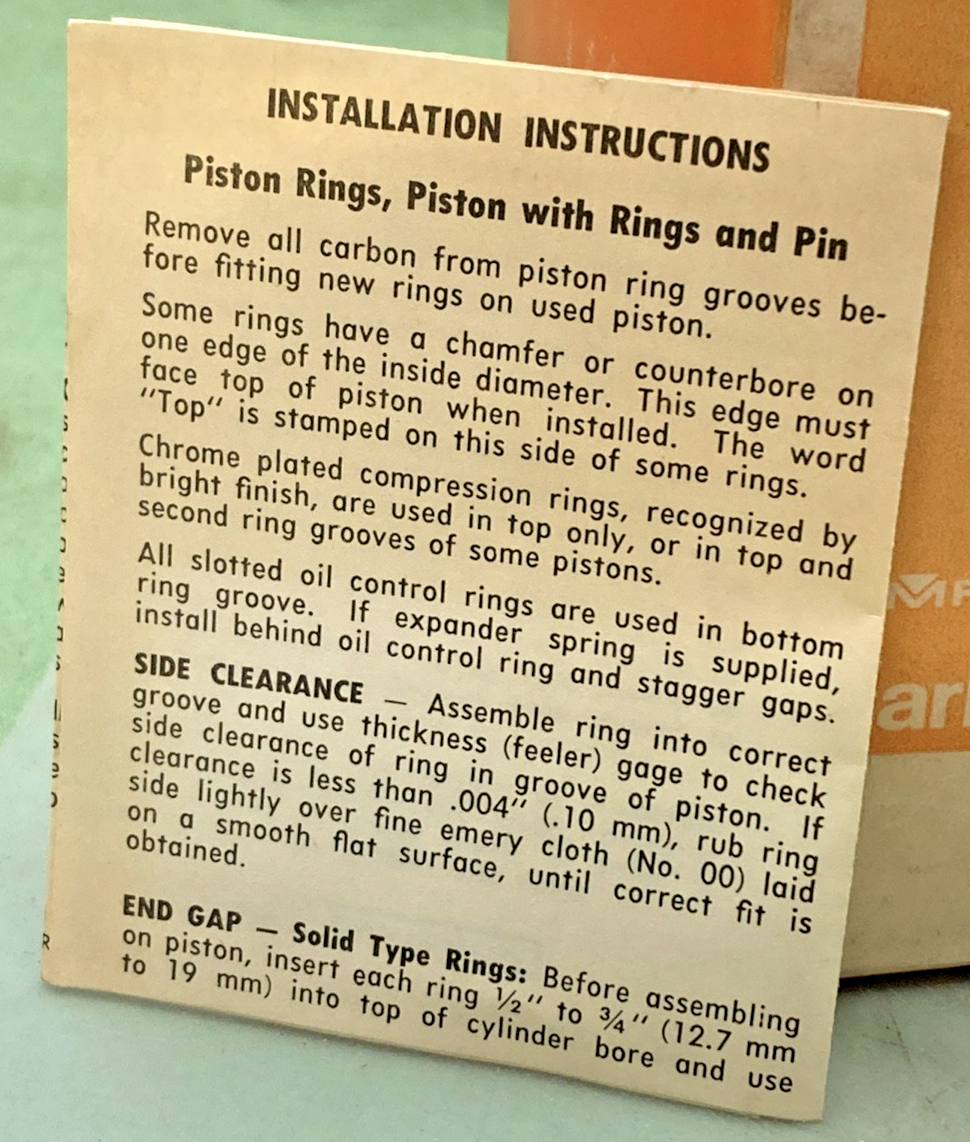 INSTALLATION INSTRUCTIONS
Piston Rings, Piston with Rings and Pin
Remove all carbon from piston ring grooves be-
fore fitting new rings on used piston.
Some rings have a chamfer or counterbore on
one edge of the inside diameter. This edge must
face top of piston when installed. The word
"Top" is stamped on this side of some rings.
Chrome plated compression rings, recognized by
bright finish, are used in top only, or in top and
second ring grooves of some pistons.
All slotted oil control rings are used in bottom
ring groove. If expander spring is supplied,
install behind oil control ring and stagger gaps.
SIDE CLEARANCE — Assemble ring into correct
groove and use thickness (feeler) gage to check
side clearance of ring in groove of piston. If
clearance is less than .004" (.10 mm), rub ring
side lightly over fine emery cloth (No. 00) laid
on a smooth flat surface, until correct fit is
obtained.
END GAP — Solid Type Rings: Before assembling
on piston, insert each ring ½" to ¾" (12.7 mm
to 19 mm) into top of cylinder bore and use